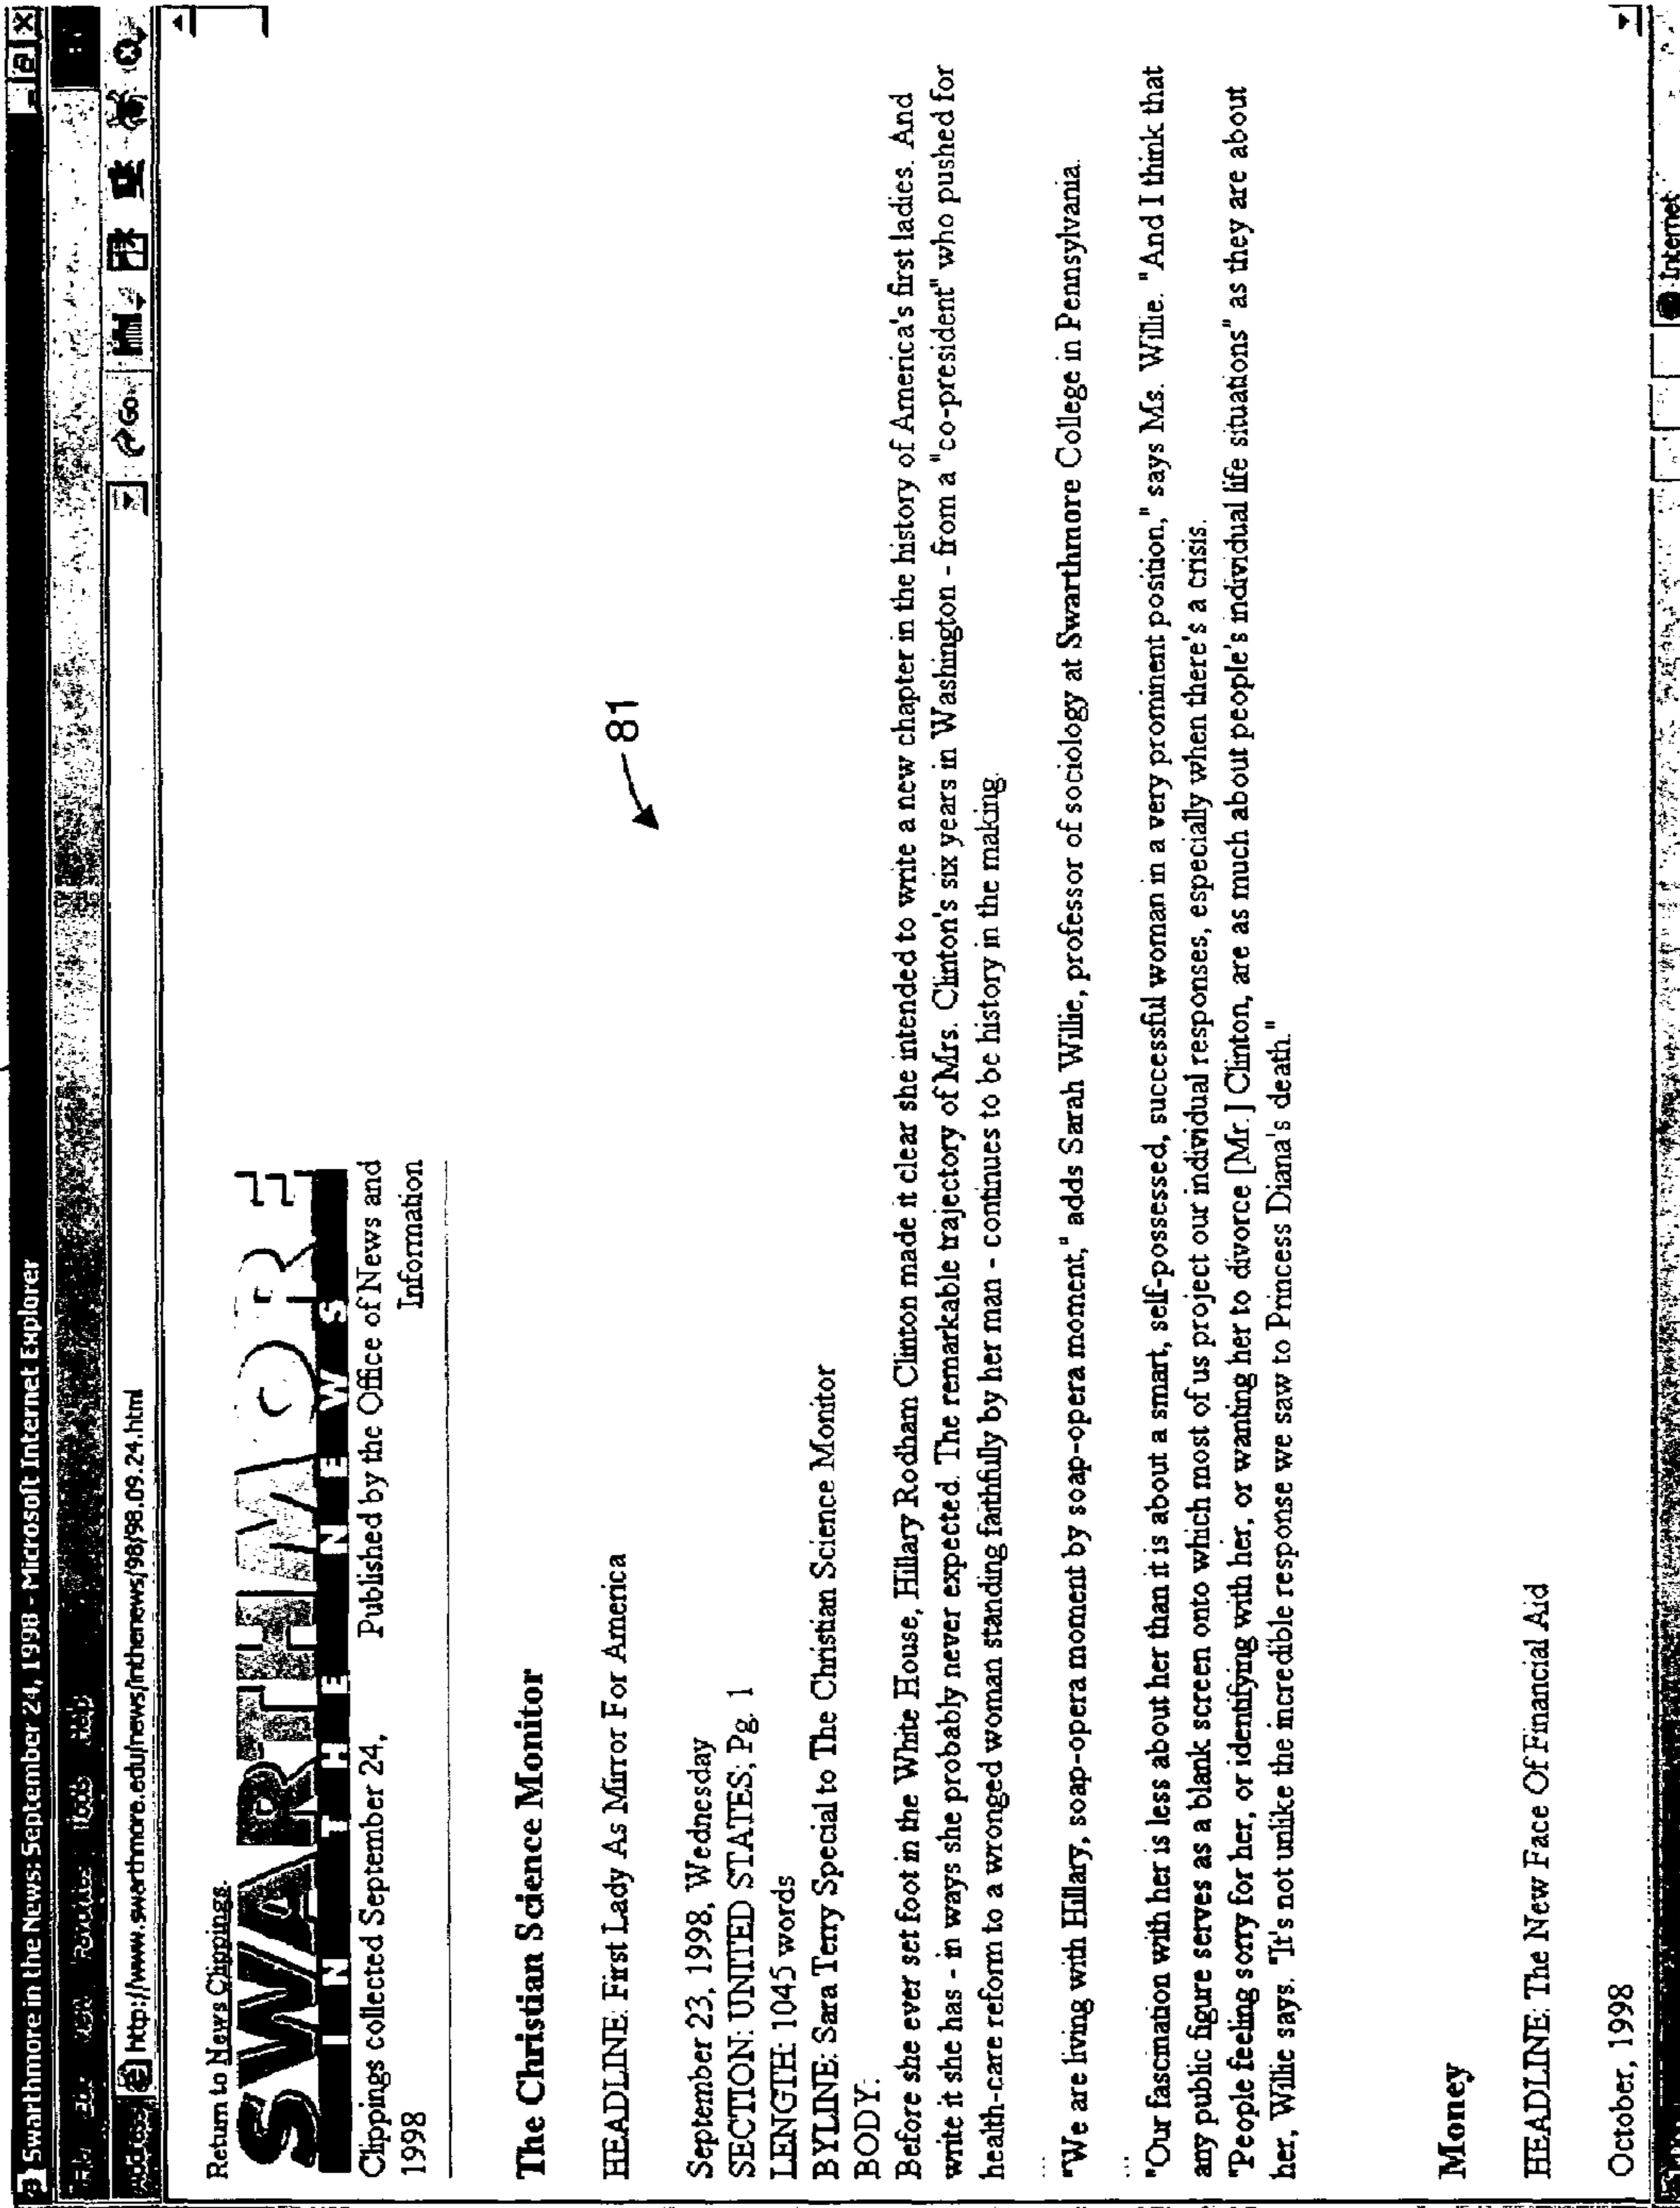 Swarthmore in the News: September 24, 1998 - Microsoft Internet Explorer
File Edit View Favorites Tools Help
Address http://www.swarthmore.edu/news/inthenews/98/98.09.24.html Go
Return to News Clippings.
SWARTHMORE
IN THE NEWS
Clippings collected September 24, Published by the Office of News and
1998 Information
The Christian Science Monitor
HEADLINE: First Lady As Mirror For America
81
September 23, 1998, Wednesday
SECTION: UNITED STATES; Pg. 1
LENGTH: 1045 words
BYLINE: Sara Terry Special to The Christian Science Monitor
BODY:
Before she ever set foot in the White House, Hillary Rodham Clinton made it clear she intended to write a new chapter in the history of America's first ladies. And
write it she has - in ways she probably never expected. The remarkable trajectory of Mrs. Clinton's six years in Washington - from a "co-president" who pushed for
health-care reform to a wronged woman standing faithfully by her man - continues to be history in the making.
...
"We are living with Hillary, soap-opera moment by soap-opera moment," adds Sarah Willie, professor of sociology at Swarthmore College in Pennsylvania.
...
"Our fascination with her is less about her than it is about a smart, self-possessed, successful woman in a very prominent position," says Ms. Willie. "And I think that
any public figure serves as a blank screen onto which most of us project our individual responses, especially when there's a crisis.
"People feeling sorry for her, or identifying with her, or wanting her to divorce [Mr.] Clinton, are as much about people's individual life situations" as they are about
her, Willie says. "It's not unlike the incredible response we saw to Princess Diana's death."
Money
HEADLINE: The New Face Of Financial Aid
October, 1998
Internet